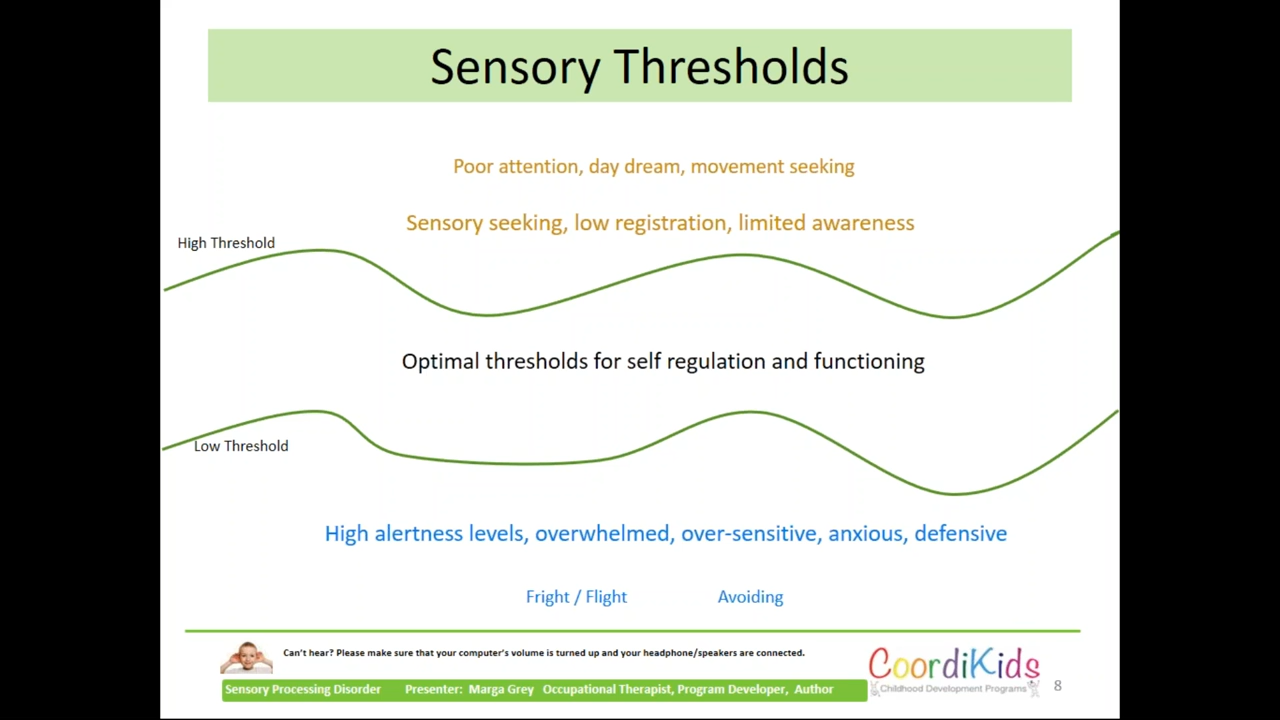 Sensory Thresholds
Poor attention, day dream, movement seeking
Sensory seeking, low registration, limited awareness
High Threshold
Optimal thresholds for self regulation and functioning
Low Threshold
High alertness levels, overwhelmed, over-sensitive, anxious, defensive
Fright / Flight Avoiding
Can't hear? Please make sure that your computer's volume is turned up and your headphone/speakers are connected.
CoordiKids
Childhood Development Programs
Sensory Processing Disorder Presenter: Marga Grey Occupational Therapist, Program Developer, Author
8